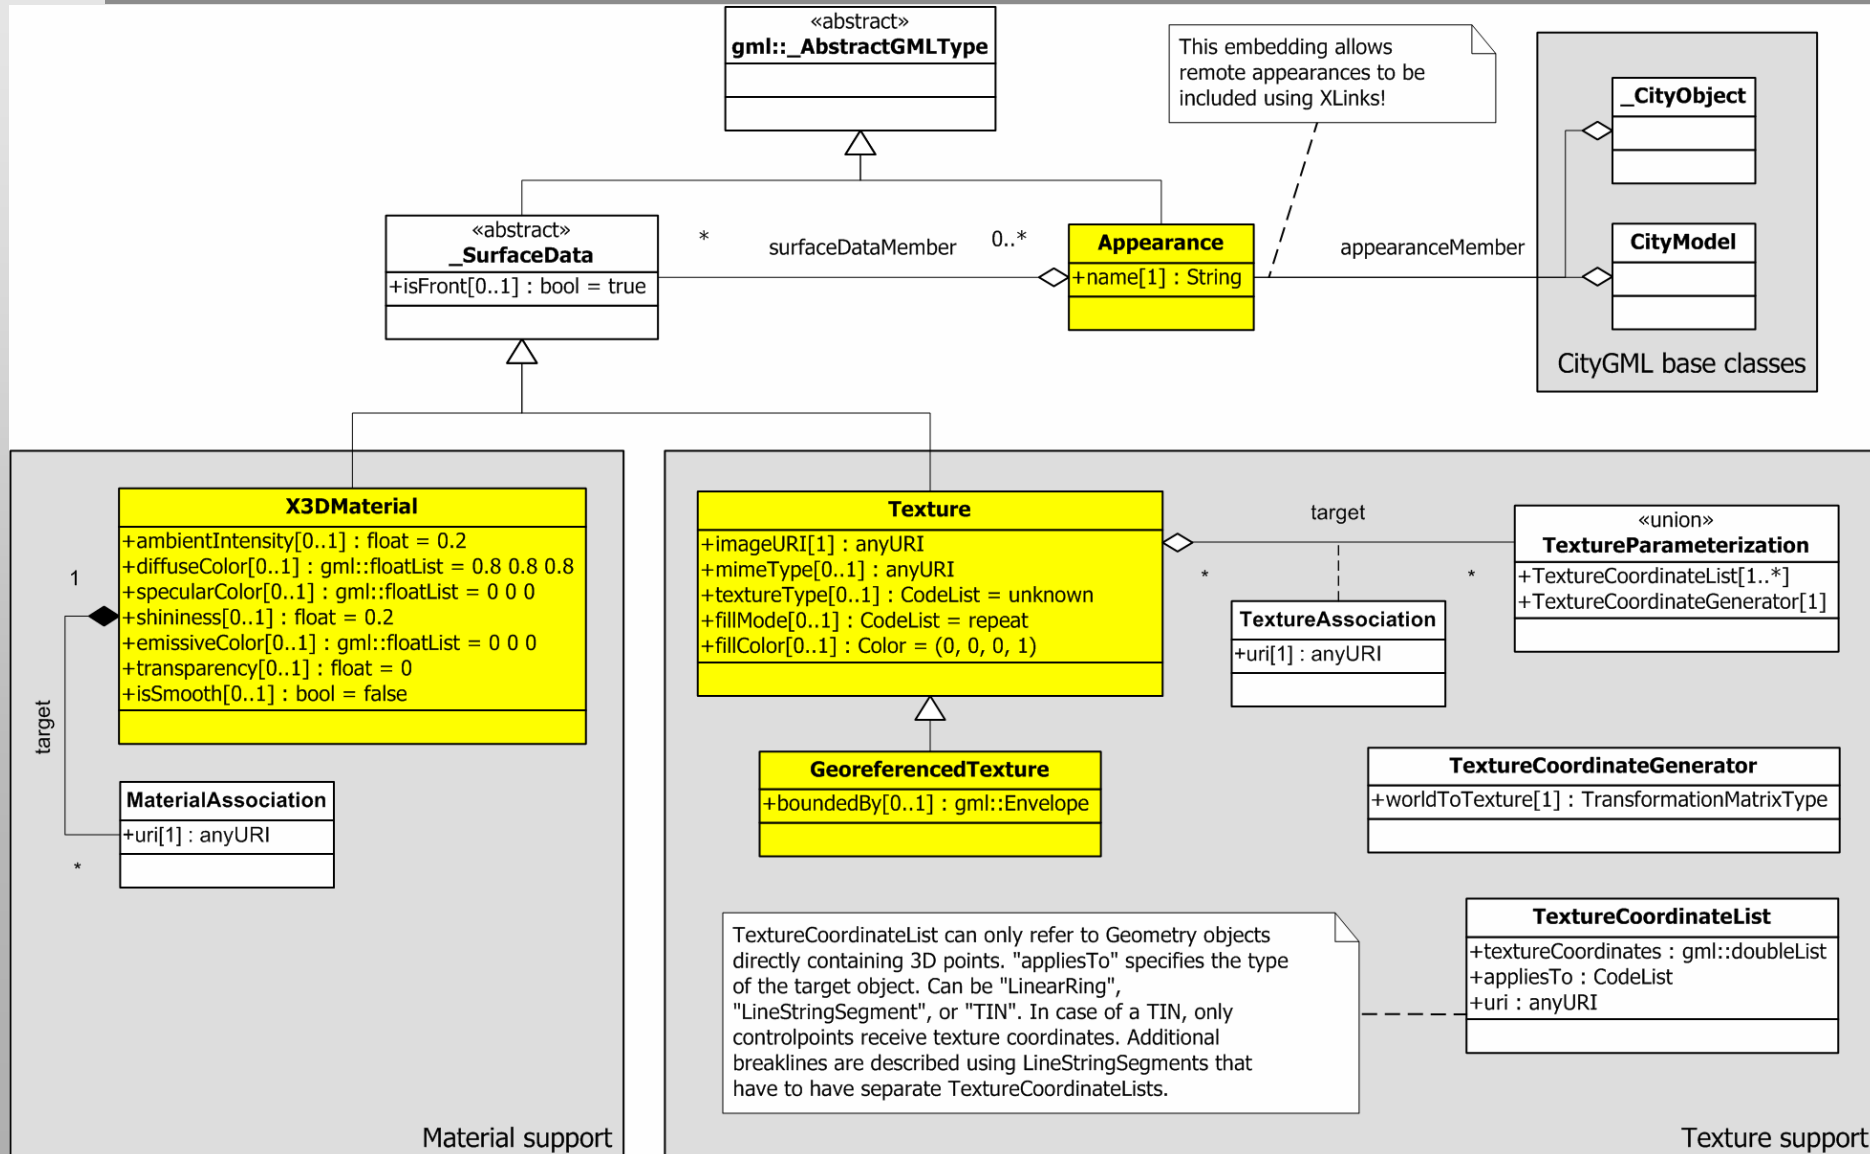 «abstract»
gml::_AbstractGMLType
This embedding allows
remote appearances to be
included using XLinks!
_CityObject
CityModel
CityGML base classes
«abstract»
_SurfaceData
+isFront[0..1] : bool = true
*
surfaceDataMember
0..*
Appearance
+name[1] : String
appearanceMember
X3DMaterial
+ambientIntensity[0..1] : float = 0.2
+diffuseColor[0..1] : gml::floatList = 0.8 0.8 0.8
+specularColor[0..1] : gml::floatList = 0 0 0
+shininess[0..1] : float = 0.2
+emissiveColor[0..1] : gml::floatList = 0 0 0
+transparency[0..1] : float = 0
+isSmooth[0..1] : bool = false
1
target
*
MaterialAssociation
+uri[1] : anyURI
Material support
Texture
+imageURI[1] : anyURI
+mimeType[0..1] : anyURI
+textureType[0..1] : CodeList = unknown
+fillMode[0..1] : CodeList = repeat
+fillColor[0..1] : Color = (0, 0, 0, 1)
target
*
*
«union»
TextureParameterization
+TextureCoordinateList[1..*]
+TextureCoordinateGenerator[1]
TextureAssociation
+uri[1] : anyURI
GeoreferencedTexture
+boundedBy[0..1] : gml::Envelope
TextureCoordinateGenerator
+worldToTexture[1] : TransformationMatrixType
TextureCoordinateList can only refer to Geometry objects
directly containing 3D points. "appliesTo" specifies the type
of the target object. Can be "LinearRing",
"LineStringSegment", or "TIN". In case of a TIN, only
controlpoints receive texture coordinates. Additional
breaklines are described using LineStringSegments that
have to have separate TextureCoordinateLists.
TextureCoordinateList
+textureCoordinates : gml::doubleList
+appliesTo : CodeList
+uri : anyURI
Texture support